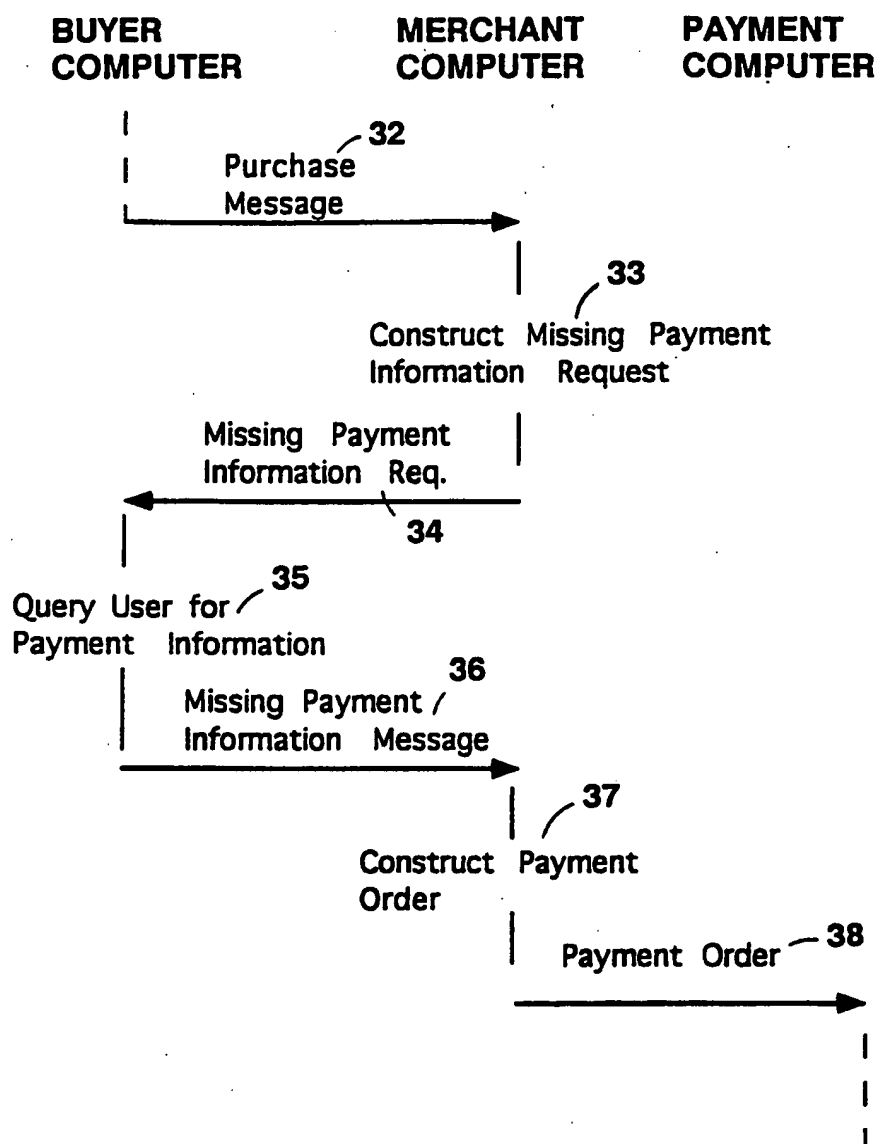 BUYER COMPUTER
MERCHANT COMPUTER
PAYMENT COMPUTER
32
Purchase
Message
33
Construct Missing Payment
Information Request
Missing Payment
Information Req.
34
35
Query User for
Payment Information
36
Missing Payment
Information Message
37
Construct Payment
Order
Payment Order
38